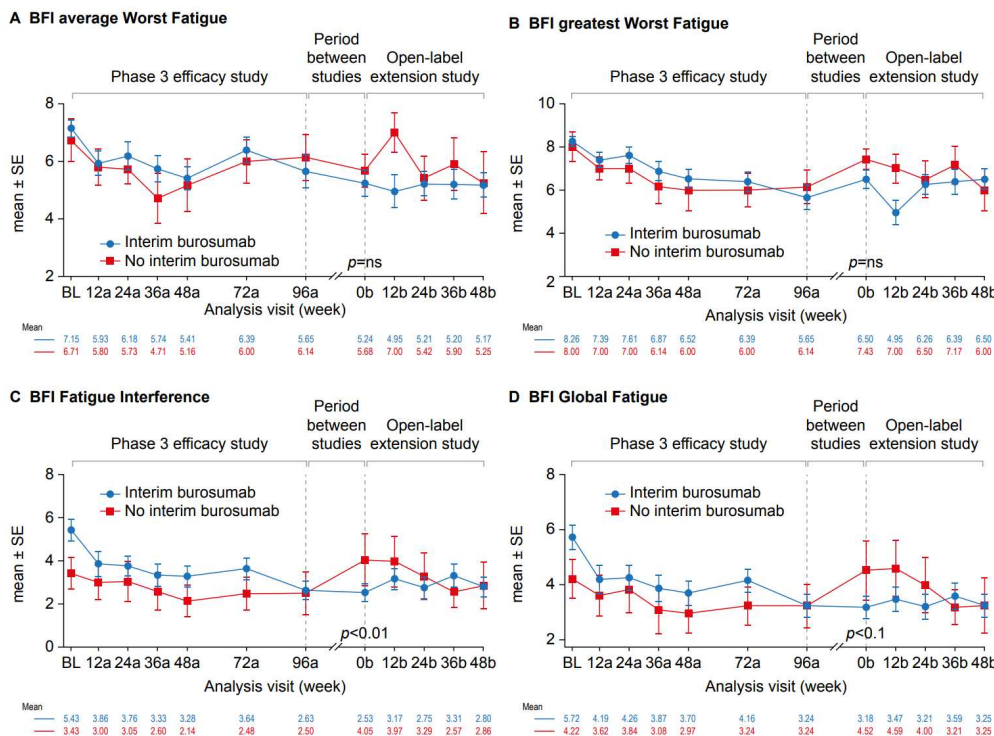 A BFI average Worst Fatigue
Period
between
studies
Open-label
extension study
Phase 3 efficacy study
8
6
4
2
mean ± SE
Interim burosumab
No interim burosumab
p=ns
BL 12a 24a 36a 48a 72a 96a 0b 12b 24b 36b 48b
Analysis visit (week)
Mean
7.15 5.93 6.18 5.74 5.41 6.39 5.65 5.24 4.95 5.21 5.20 5.17
6.71 5.80 5.73 4.71 5.16 6.00 6.14 5.68 7.00 5.42 5.90 5.25
B BFI greatest Worst Fatigue
Period
between
studies
Open-label
extension study
Phase 3 efficacy study
10
8
6
4
2
mean ± SE
Interim burosumab
No interim burosumab
p=ns
BL 12a 24a 36a 48a 72a 96a 0b 12b 24b 36b 48b
Analysis visit (week)
Mean
8.26 7.39 7.61 6.87 6.52 6.39 5.65 6.50 4.95 6.26 6.39 6.50
8.00 7.00 7.00 6.14 6.00 6.00 6.14 7.43 7.00 6.50 7.17 6.00
C BFI Fatigue Interference
Period
between
studies
Open-label
extension study
Phase 3 efficacy study
8
6
4
2
0
mean ± SE
Interim burosumab
No interim burosumab
p<0.01
BL 12a 24a 36a 48a 72a 96a 0b 12b 24b 36b 48b
Analysis visit (week)
Mean
5.43 3.86 3.76 3.33 3.28 3.64 2.63 2.53 3.17 2.75 3.31 2.80
3.43 3.00 3.05 2.60 2.14 2.48 2.50 4.05 3.97 3.29 2.57 2.86
D BFI Global Fatigue
Period
between
studies
Open-label
extension study
Phase 3 efficacy study
8
6
4
2
mean ± SE
Interim burosumab
No interim burosumab
p<0.1
BL 12a 24a 36a 48a 72a 96a 0b 12b 24b 36b 48b
Analysis visit (week)
Mean
5.72 4.19 4.26 3.87 3.70 4.16 3.24 3.18 3.47 3.21 3.59 3.25
4.22 3.62 3.84 3.08 2.97 3.24 3.24 4.52 4.59 4.00 3.21 3.25